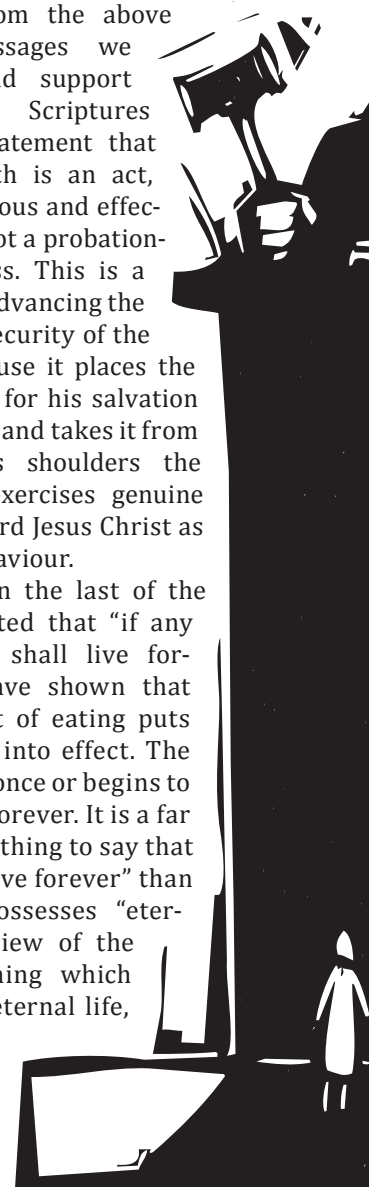 om the above
ssages we
d support
Scriptures
atement that
th is an act,
ous and effec-
ot a probation-
s. This is a
dvancing the
ecurity of the
use it places the
for his salvation
and takes it from
s shoulders the
xercises genuine
rd Jesus Christ as
aviour.
n the last of the
ted that “if any
shall live for-
ave shown that
t of eating puts
into effect. The
once or begins to
orever. It is a far
thing to say that
ve forever” than
ossesses “eter-
iew of the
ning which
eternal life,